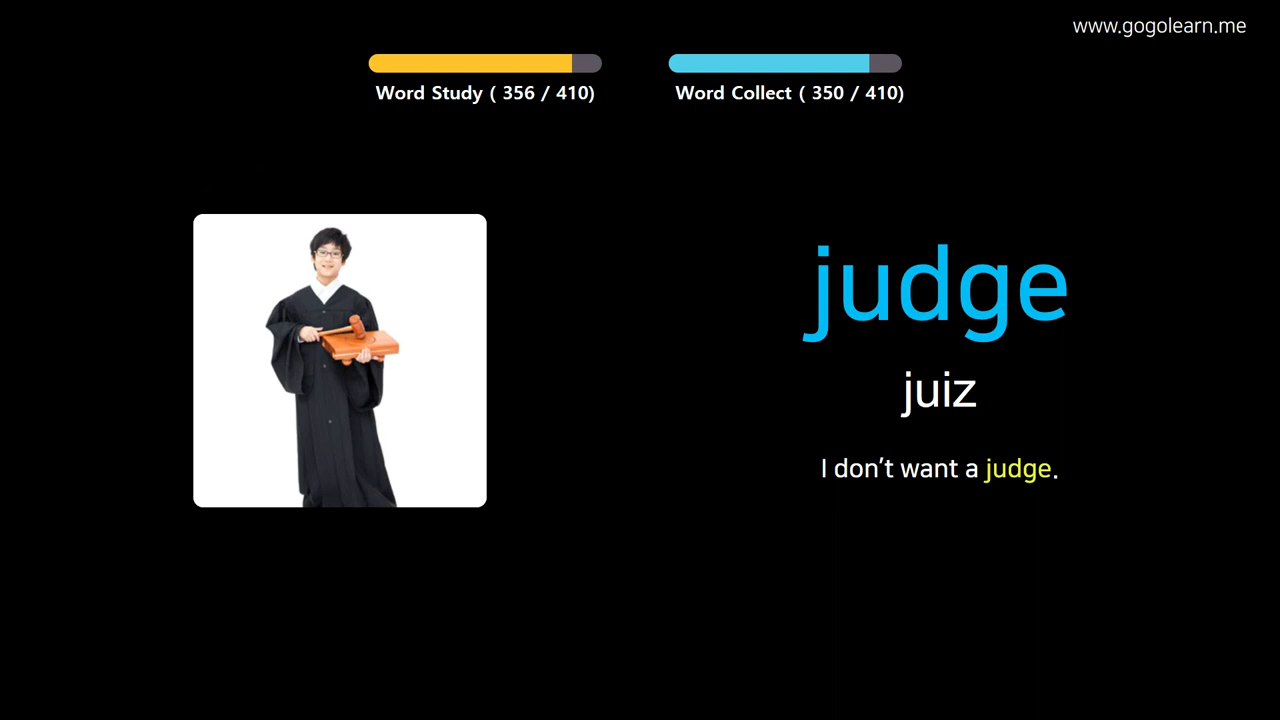 www.gogolearn.me
Word Study ( 356 / 410)
Word Collect ( 350 / 410)
judge
juiz
I don’t want a judge.